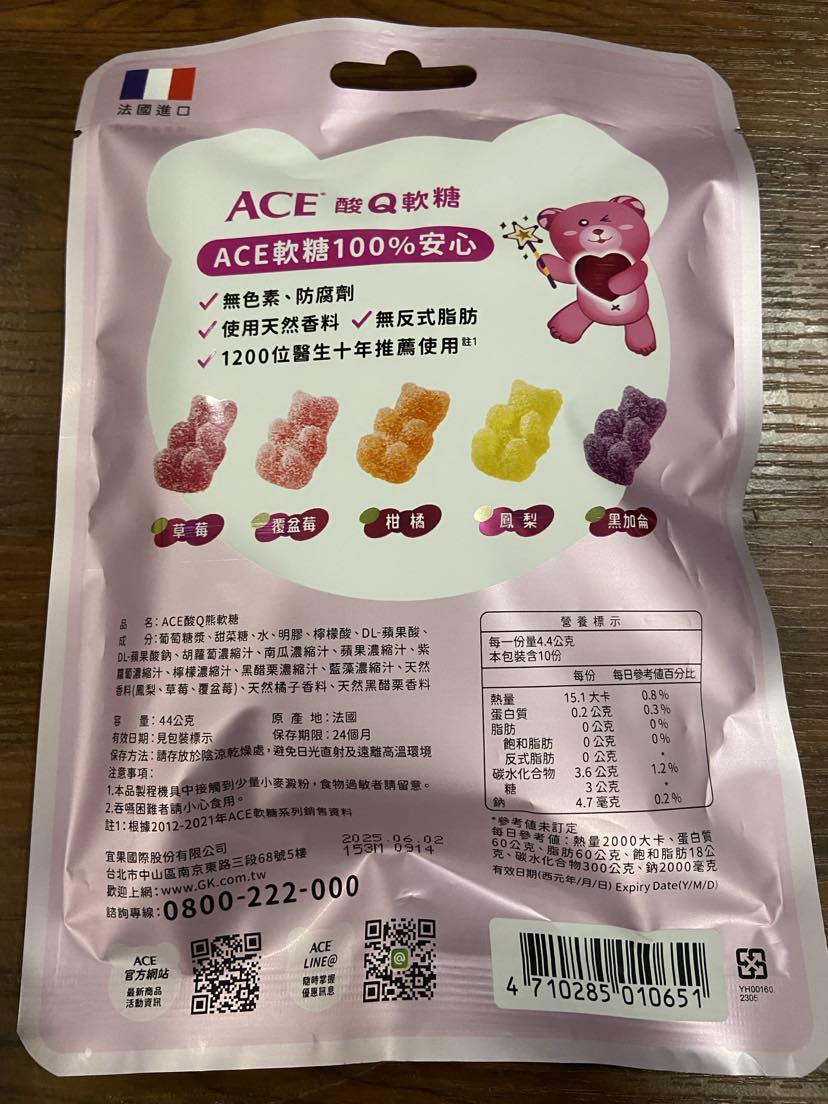 法國進口
ACE® 酸Q軟糖
ACE軟糖100%安心
✓無色素、防腐劑
✓使用天然香料 ✓無反式脂肪
✓1200位醫生十年推薦使用註1
草莓 覆盆莓 柑橘 鳳梨 黑加侖
品 名：ACE酸Q熊軟糖
成 分：葡萄糖漿、甜菜糖、水、明膠、檸檬酸、DL-蘋果酸、
DL-蘋果酸鈉、胡蘿蔔濃縮汁、南瓜濃縮汁、蘋果濃縮汁、紫
蘿蔔濃縮汁、檸檬濃縮汁、黑醋栗濃縮汁、藍藻濃縮汁、天然
香料(鳳梨、草莓、覆盆莓)、天然橘子香料、天然黑醋栗香料
容 量：44公克 原 產 地：法國
有效日期：見包裝標示 保存期限：24個月
保存方法：請存放於陰涼乾燥處，避免日光直射及遠離高溫環境
注意事項：
1.本品製程機具中接觸到少量小麥澱粉，食物過敏者請留意。
2.吞嚥困難者請小心食用。
註1：根據2012-2021年ACE軟糖系列銷售資料
宜果國際股份有限公司
台北市中山區南京東路三段68號5樓
歡迎上網：www.GK.com.tw
諮詢專線：0800-222-000
2025.06.02
153M 0914
營養標示
每一份量4.4公克
本包裝含10份
每份 每日參考值百分比
熱量 15.1大卡 0.8%
蛋白質 0.2公克 0.3%
脂肪 0公克 0%
飽和脂肪 0公克 0%
反式脂肪 0公克 *
碳水化合物 3.6公克 1.2%
糖 3公克 *
鈉 4.7毫克 0.2%
*參考值未訂定
每日參考值：熱量2000大卡、蛋白質
60公克、脂肪60公克、飽和脂肪18公
克、碳水化合物300公克、鈉2000毫克
有效日期(西元年/月/日) Expiry Date(Y/M/D)
ACE
官方網站
最新商品
活動資訊
ACE
LINE@
隨時掌握
優惠訊息
4 710285 010651
YH00160.
2305